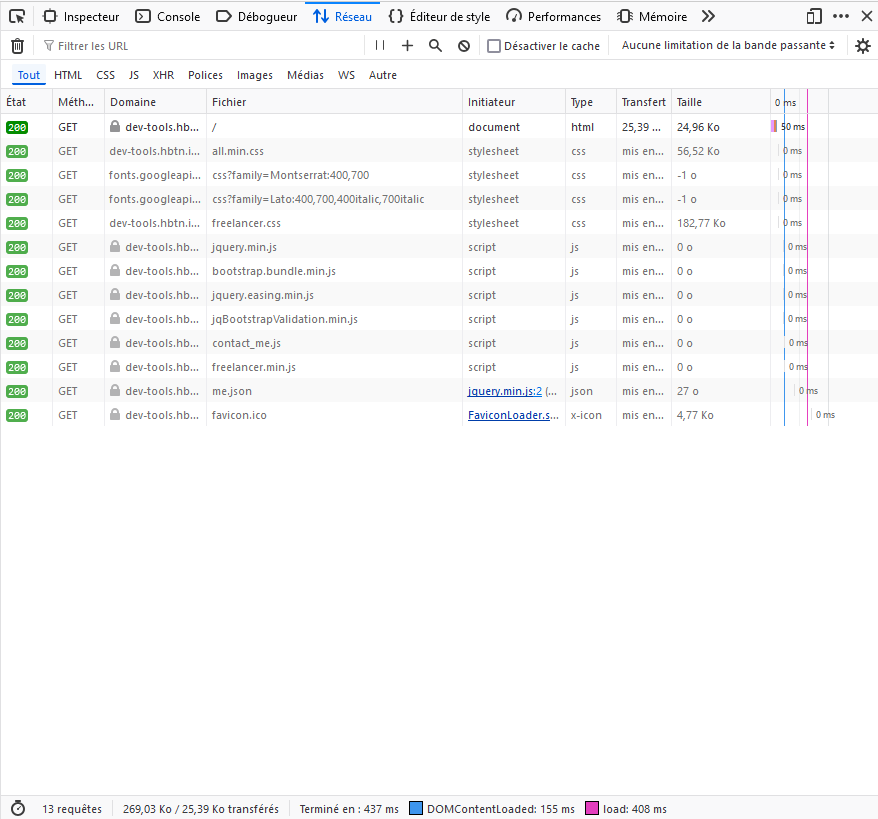 Inspecteur Console Débogueur Réseau Éditeur de style Performances Mémoire
Filtrer les URL Désactiver le cache Aucune limitation de la bande passante
Tout HTML CSS JS XHR Polices Images Médias WS Autre
État Méth... Domaine Fichier Initiateur Type Transfert Taille 0 ms
200 GET dev-tools.hb... / document html 25,39 ... 24,96 Ko 50 ms
200 GET dev-tools.hbtn.i... all.min.css stylesheet css mis en... 56,52 Ko 0 ms
200 GET fonts.googleapi... css?family=Montserrat:400,700 stylesheet css mis en... -1 o 0 ms
200 GET fonts.googleapi... css?family=Lato:400,700,400italic,700italic stylesheet css mis en... -1 o 0 ms
200 GET dev-tools.hbtn.i... freelancer.css stylesheet css mis en... 182,77 Ko 0 ms
200 GET dev-tools.hb... jquery.min.js script js mis en... 0 o 0 ms
200 GET dev-tools.hb... bootstrap.bundle.min.js script js mis en... 0 o 0 ms
200 GET dev-tools.hb... jquery.easing.min.js script js mis en... 0 o 0 ms
200 GET dev-tools.hb... jqBootstrapValidation.min.js script js mis en... 0 o 0 ms
200 GET dev-tools.hb... contact_me.js script js mis en... 0 o 0 ms
200 GET dev-tools.hb... freelancer.min.js script js mis en... 0 o 0 ms
200 GET dev-tools.hb... me.json jquery.min.js:2 (... json mis en... 27 o 0 ms
200 GET dev-tools.hb... favicon.ico FaviconLoader.s... x-icon mis en... 4,77 Ko 0 ms
13 requêtes 269,03 Ko / 25,39 Ko transférés Terminé en : 437 ms DOMContentLoaded: 155 ms load: 408 ms